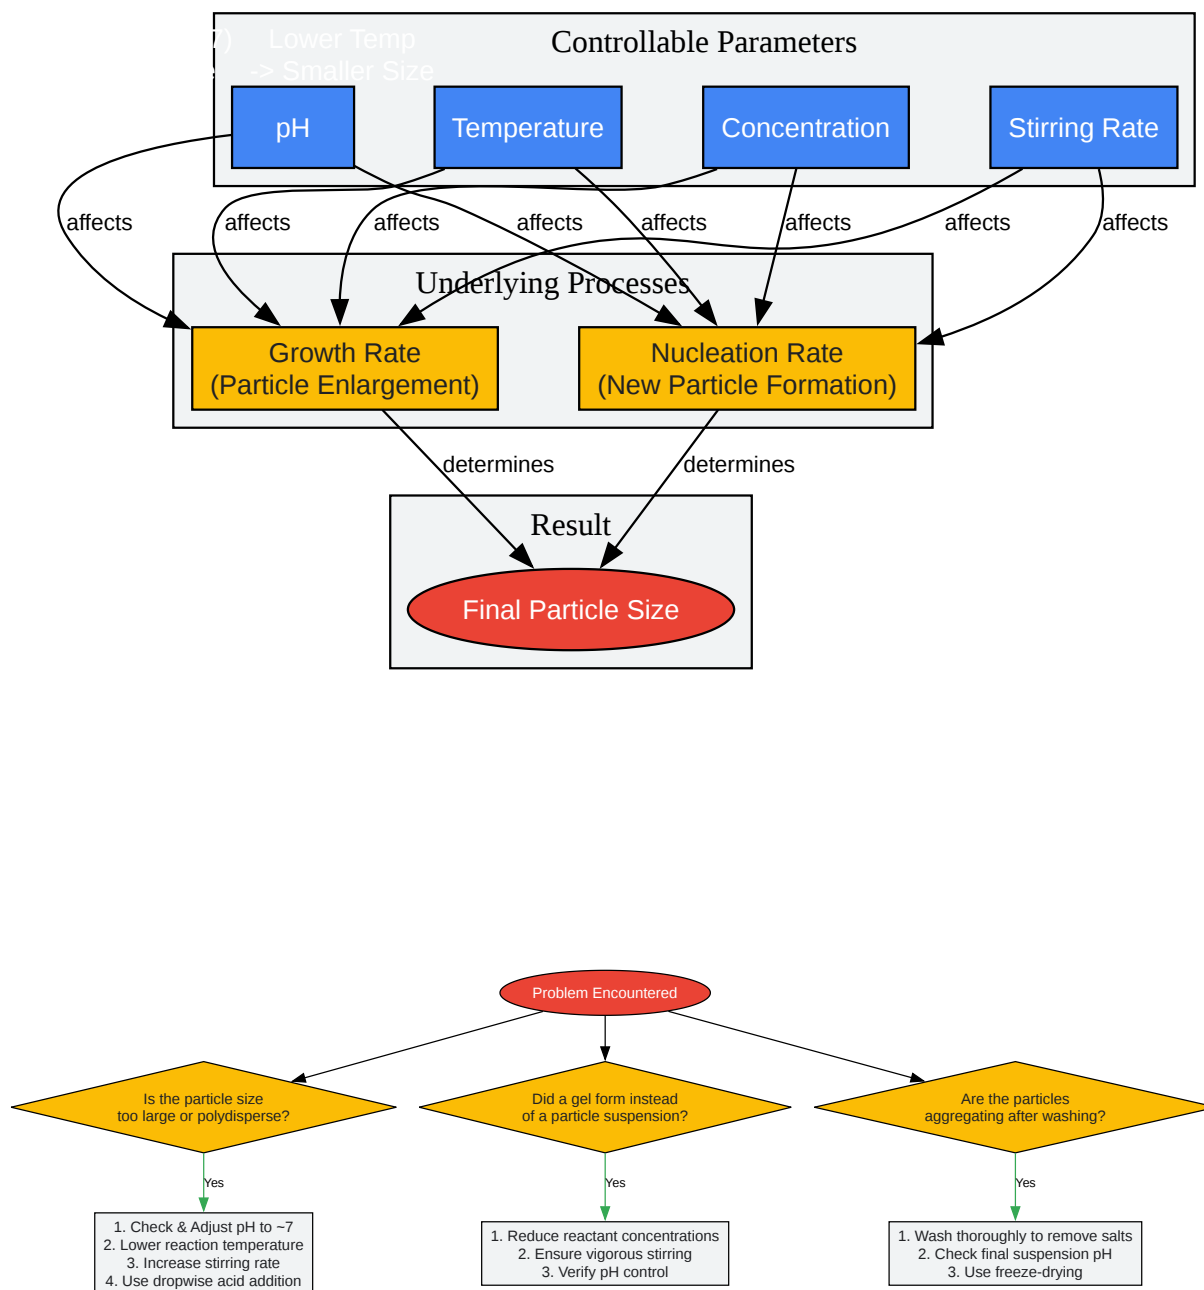 7) Lower Temp
-> Smaller Size
Controllable Parameters
pH
Temperature
Concentration
Stirring Rate
affects
affects
affects
affects
affects
affects
affects
affects
Underlying Processes
Growth Rate
(Particle Enlargement)
Nucleation Rate
(New Particle Formation)
determines
determines
Result
Final Particle Size
Problem Encountered
Is the particle size
too large or polydisperse?
Did a gel form instead
of a particle suspension?
Are the particles
aggregating after washing?
Yes
Yes
Yes
1. Check & Adjust pH to ~7
2. Lower reaction temperature
3. Increase stirring rate
4. Use dropwise acid addition
1. Reduce reactant concentrations
2. Ensure vigorous stirring
3. Verify pH control
1. Wash thoroughly to remove salts
2. Check final suspension pH
3. Use freeze-drying